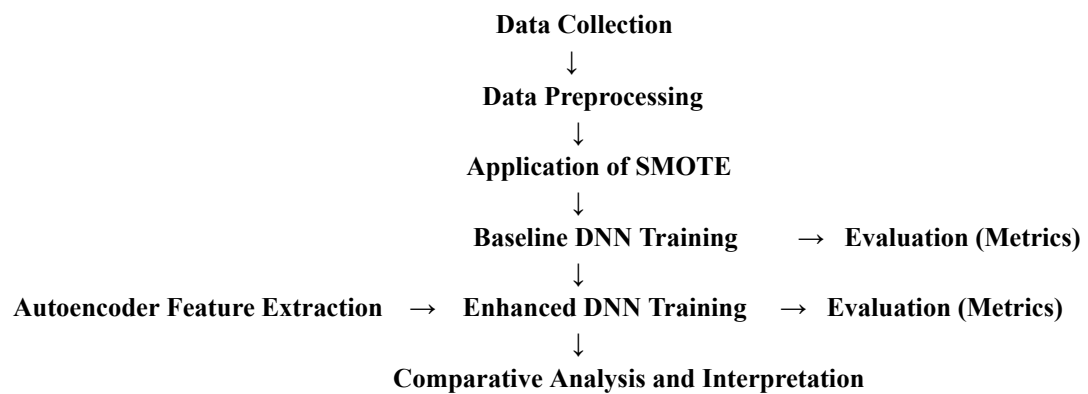 Data Collection
↓
Data Preprocessing
↓
Application of SMOTE
↓
Baseline DNN Training → Evaluation (Metrics)
↓
Autoencoder Feature Extraction → Enhanced DNN Training → Evaluation (Metrics)
↓
Comparative Analysis and Interpretation